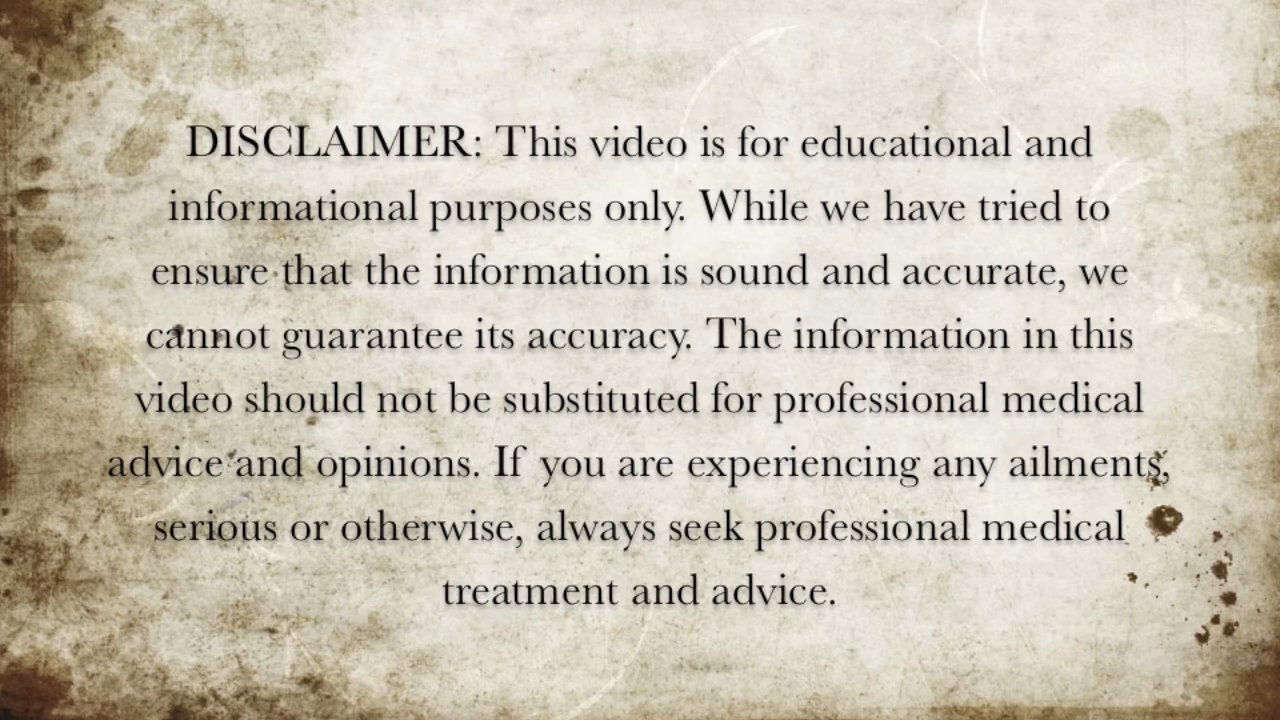 DISCLAIMER: This video is for educational and
informational purposes only. While we have tried to
ensure that the information is sound and accurate, we
cannot guarantee its accuracy. The information in this
video should not be substituted for professional medical
advice and opinions. If you are experiencing any ailments,
serious or otherwise, always seek professional medical
treatment and advice.